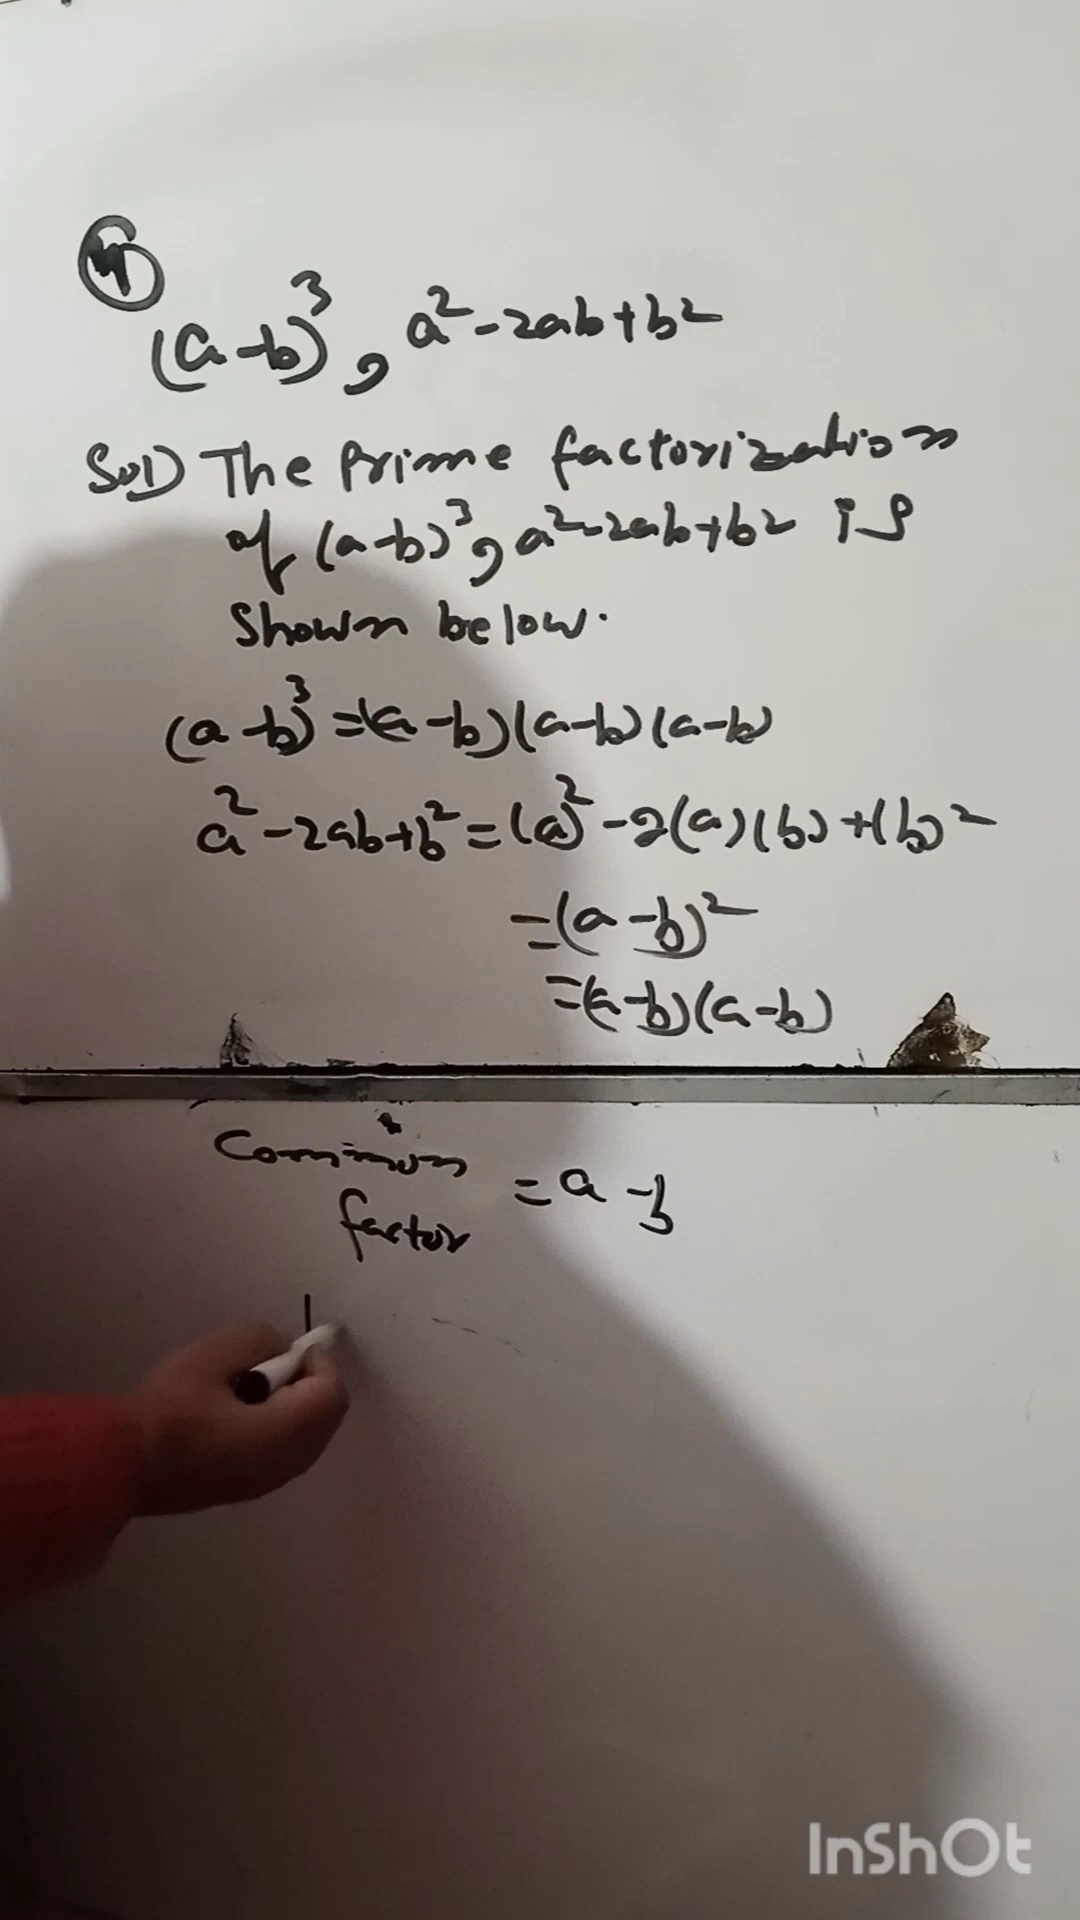 ④
(a-b)³, a²-2ab+b²
Sol) The Prime factorization
of (a-b)³, a²-2ab+b² is
Shown below.
(a-b)³=(a-b)(a-b)(a-b)
a²-2ab+b²=(a)²-2(a)(b)+(b)²
=(a-b)²
=(a-b)(a-b)
Common
factor =a-b
InShOt